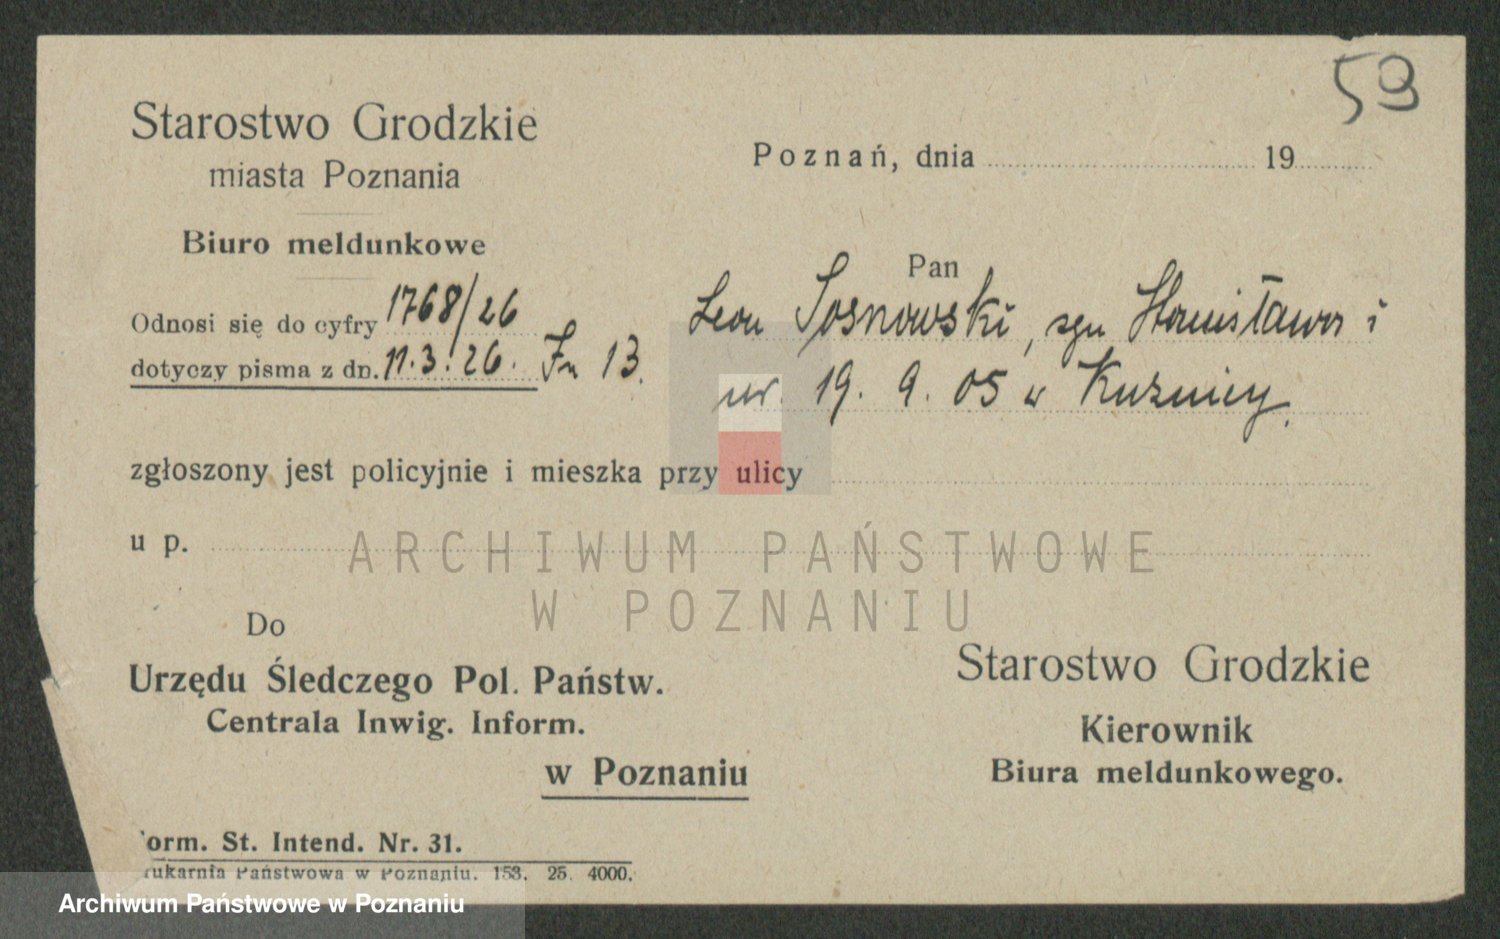 59
Starostwo Grodzkie
miasta Poznania
Poznań, dnia 19
Biuro meldunkowe
Pan
Odnosi się do cyfry 1768/26
dotyczy pisma z dn. 11.3.26. Fn 13.
Leon Sosnowski, syn Stanisława i
ur. 19. 9. 05 w Kuźnicy.
zgłoszony jest policyjnie i mieszka przy ulicy
u p.
ARCHIWUM PAŃSTWOWE
W POZNANIU
Do
Urzędu Śledczego Pol. Państw.
Centrala Inwig. Inform.
w Poznaniu
Starostwo Grodzkie
Kierownik
Biura meldunkowego.
orm. St. Intend. Nr. 31.
rukarnia Państwowa w Poznaniu. 153. 25. 4000.
Archiwum Państwowe w Poznaniu